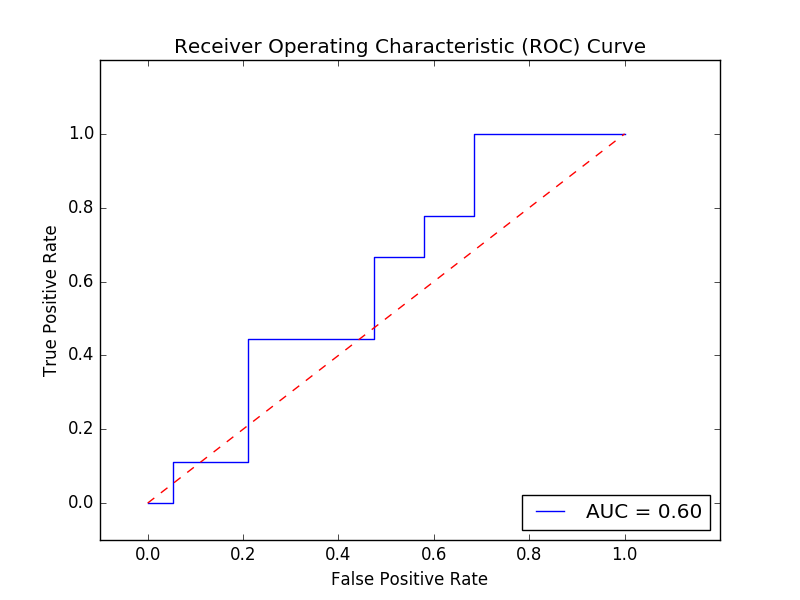 Receiver Operating Characteristic (ROC) Curve
True Positive Rate
1.0
0.8
0.6
0.4
0.2
0.0
0.0 0.2 0.4 0.6 0.8 1.0
False Positive Rate
AUC = 0.60